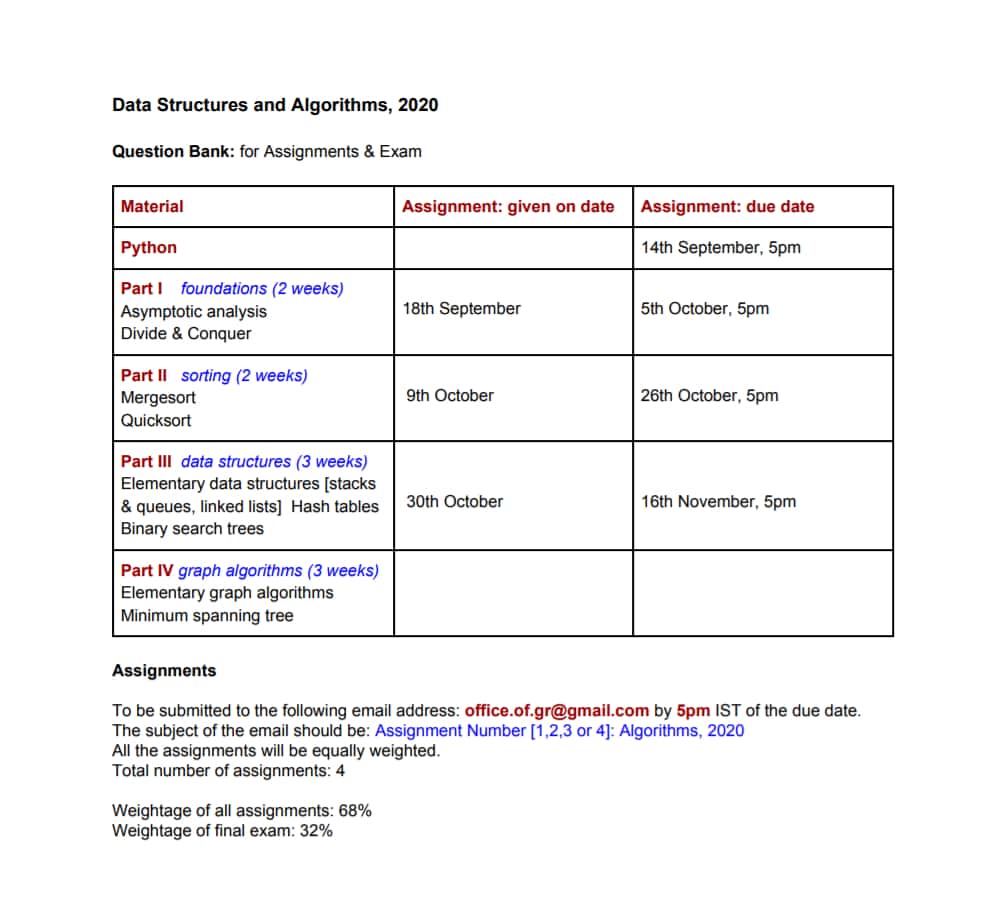 Data Structures and Algorithms, 2020
Question Bank: for Assignments & Exam
Material Assignment: given on date Assignment: due date
Python 14th September, 5pm
Part I foundations (2 weeks)
Asymptotic analysis
Divide & Conquer
18th September
5th October, 5pm
Part II sorting (2 weeks)
Mergesort
Quicksort
9th October
26th October, 5pm
Part III data structures (3 weeks)
Elementary data structures [stacks
& queues, linked lists] Hash tables
Binary search trees
30th October
16th November, 5pm
Part IV graph algorithms (3 weeks)
Elementary graph algorithms
Minimum spanning tree
Assignments
To be submitted to the following email address: office.of.gr@gmail.com by 5pm IST of the due date.
The subject of the email should be: Assignment Number [1,2,3 or 4]: Algorithms, 2020
All the assignments will be equally weighted.
Total number of assignments: 4
Weightage of all assignments: 68%
Weightage of final exam: 32%